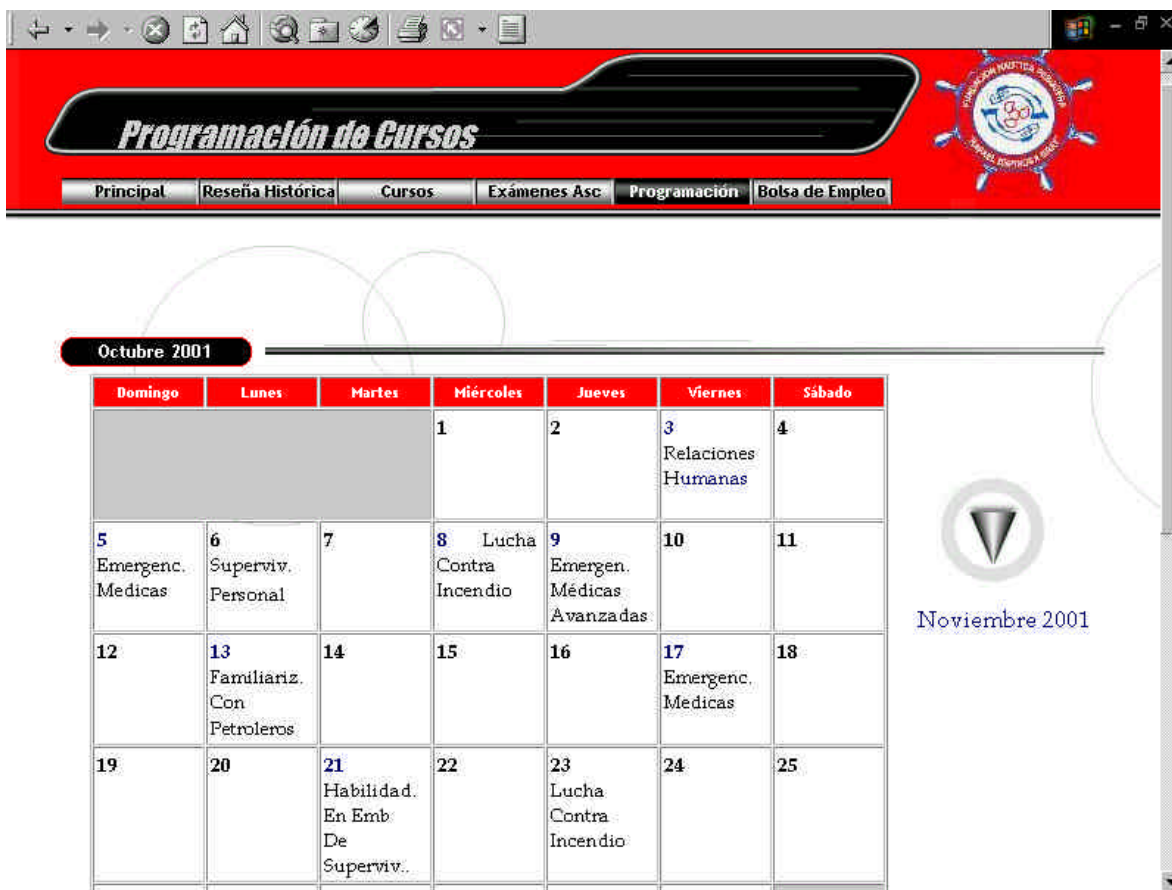 FUNDACION NAUTICA PESQUERA
Programación de Cursos
Principal Reseña Histórica Cursos Exámenes Asc Programación Bolsa de Empleo
Octubre 2001
Domingo Lunes Martes Miércoles Jueves Viernes Sábado
1 2 3 4
Relaciones
Humanas
5 6 7 8 Lucha 9 10 11
Emergenc. Superviv. Contra Emergen.
Medicas Personal Incendio Médicas
Avanzadas
Noviembre 2001
12 13 14 15 16 17 18
Familiariz. Emergenc.
Con Medicas
Petroleros
19 20 21 22 23 24 25
Habilidad. Lucha
En Emb Contra
De Incendio
Superviv..